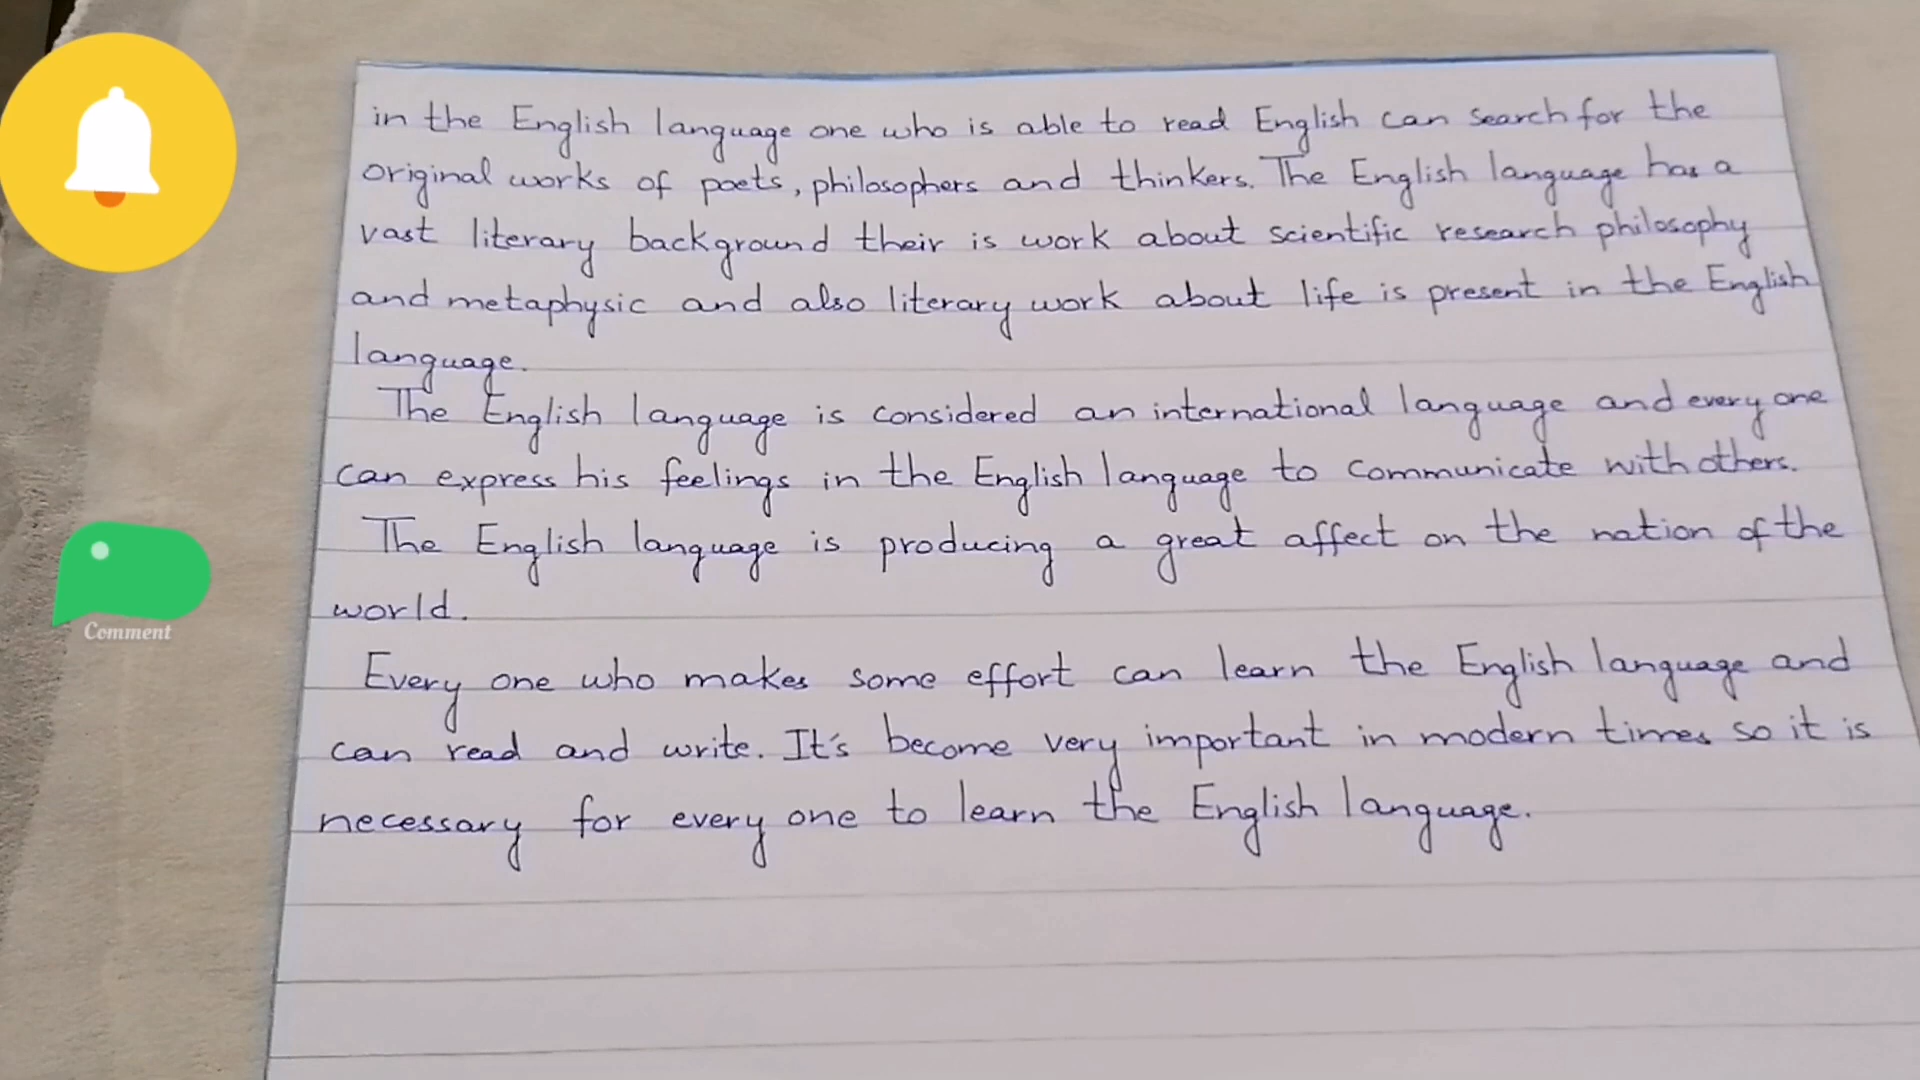 in the English language one who is able to read English can search for the
original works of poets, philosophers and thinkers. The English language has a
vast literary background their is work about scientific research philosophy
and metaphysic and also literary work about life is present in the English
language.
The English language is considered an international language and every one
can express his feelings in the English language to communicate with others.
The English language is producing a great affect on the nation of the
world.
Every one who makes some effort can learn the English language and
can read and write. It's become very important in modern times so it is
necessary for every one to learn the English language.
Comment